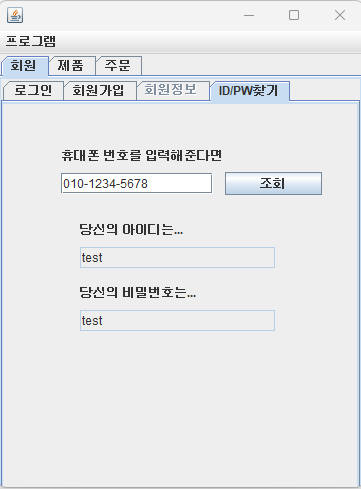 프로그램
회원 제품 주문
로그인 회원가입 회원정보 ID/PW찾기
휴대폰 번호를 입력해준다면
010-1234-5678 조회
당신의 아이디는...
test
당신의 비밀번호는...
test